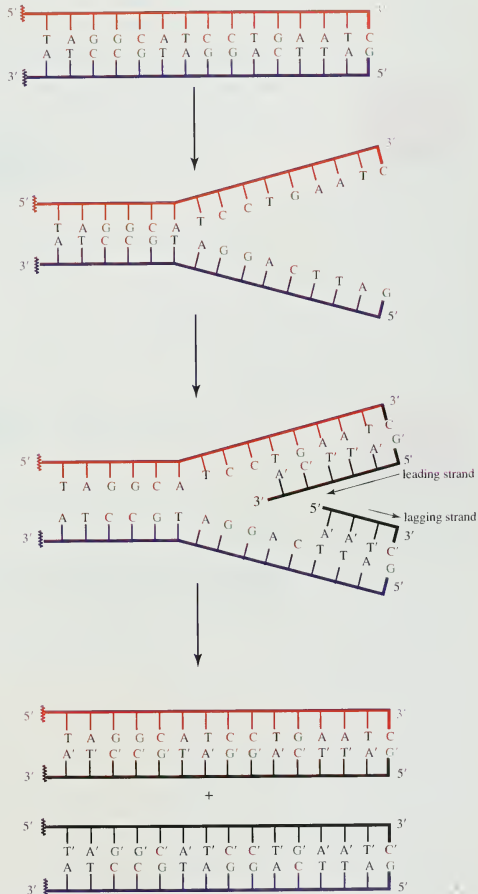 5′ 3′
T A G G C A T C C T G A A T C
A T C C G T A G G A C T T A G
3′ 5′
3′
5′ T A G G C A T C C T G A A T C
A T C C G T A G G A C T T A G
3′ 5′
3′
5′ T A G G C A T C C T G A A T C
A′ C′ T′ T′ A′ G′
3′ 5′
leading strand
5′ lagging strand
A′ A′ T′ C′ 3′
A T C C G T A G G A C T T A G
3′ 5′
5′ 3′
T A G G C A T C C T G A A T C
A′ T′ C′ C′ G′ T′ A′ G′ G′ A′ C′ T′ T′ A′ G′
3′ 5′
+
5′ 3′
T′ A′ G′ G′ C′ A′ T′ C′ C′ T′ G′ A′ A′ T′ C′
A T C C G T A G G A C T T A G
3′ 5′